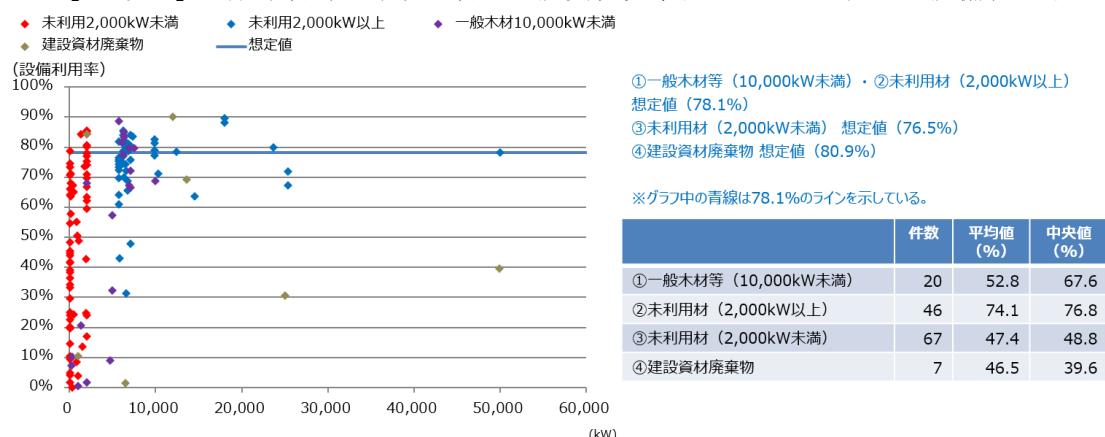 未利用2,000kW未満
未利用2,000kW以上
一般木材10,000kW未満
建設資材廃棄物
想定値
(設備利用率)
100%
90%
80%
70%
60%
50%
40%
30%
20%
10%
0%
0 10,000 20,000 30,000 40,000 50,000 60,000
(kW)
①一般木材等（10,000kW未満）・②未利用材（2,000kW以上）
想定値（78.1%）
③未利用材（2,000kW未満） 想定値（76.5%）
④建設資材廃棄物 想定値（80.9%）
※グラフ中の青線は78.1%のラインを示している。
件数 平均値（%） 中央値（%）
①一般木材等（10,000kW未満） 20 52.8 67.6
②未利用材（2,000kW以上） 46 74.1 76.8
③未利用材（2,000kW未満） 67 47.4 48.8
④建設資材廃棄物 7 46.5 39.6